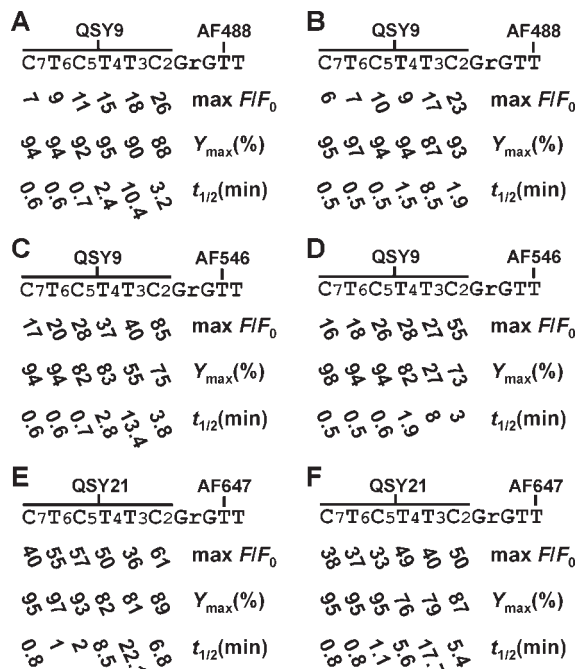 A
QSY9 AF488
C7T6C5T4T3C2GrGTT
7 9 11 15 18 26 max F/F0
94 94 92 95 90 88 Ymax(%)
0.6 0.6 0.7 2.4 10.4 3.2 t1/2(min)
B
QSY9 AF488
C7T6C5T4T3C2GrGTT
6 7 10 9 17 23 max F/F0
95 97 94 94 87 93 Ymax(%)
0.5 0.5 0.5 1.5 8.5 1.9 t1/2(min)
C
QSY9 AF546
C7T6C5T4T3C2GrGTT
17 20 28 37 40 85 max F/F0
94 94 82 83 55 75 Ymax(%)
0.6 0.6 0.7 2.8 13.4 3.8 t1/2(min)
D
QSY9 AF546
C7T6C5T4T3C2GrGTT
16 18 26 28 27 55 max F/F0
98 94 94 82 27 73 Ymax(%)
0.5 0.5 0.6 1.9 8 3 t1/2(min)
E
QSY21 AF647
C7T6C5T4T3C2GrGTT
40 55 57 50 36 61 max F/F0
95 97 93 82 81 89 Ymax(%)
0.8 1 2 8.5 6.8 t1/2(min)
F
QSY21 AF647
C7T6C5T4T3C2GrGTT
38 37 33 49 40 50 max F/F0
95 95 95 76 79 87 Ymax(%)
0.8 0.8 1.1 5.6 5.4 t1/2(min)